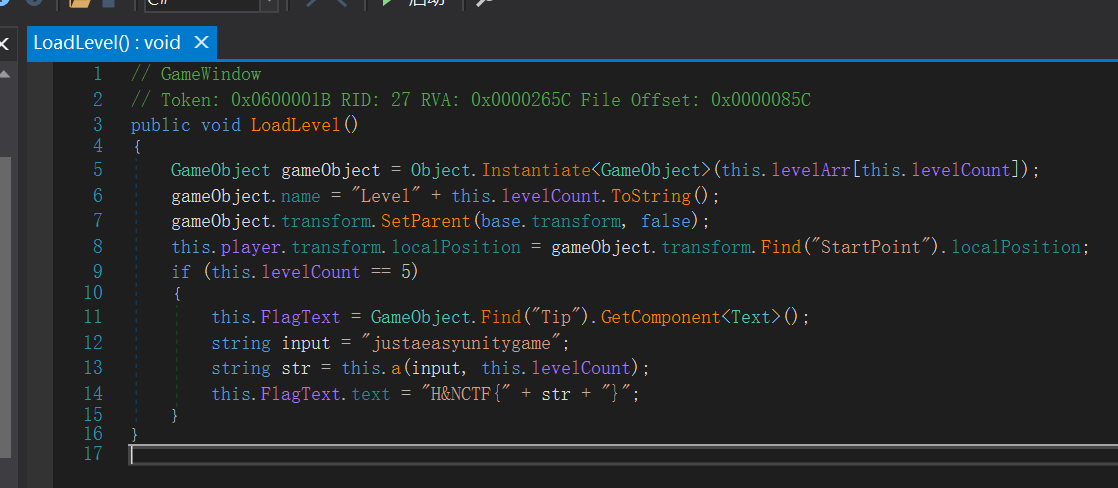 C#
启动
LoadLevel() : void ×
1 // GameWindow
2 // Token: 0x0600001B RID: 27 RVA: 0x0000265C File Offset: 0x0000085C
3 public void LoadLevel()
4 {
5 GameObject gameObject = Object.Instantiate<GameObject>(this.levelArr[this.levelCount]);
6 gameObject.name = "Level" + this.levelCount.ToString();
7 gameObject.transform.SetParent(base.transform, false);
8 this.player.transform.localPosition = gameObject.transform.Find("StartPoint").localPosition;
9 if (this.levelCount == 5)
10 {
11 this.FlagText = GameObject.Find("Tip").GetComponent<Text>();
12 string input = "justaeasyunitygame";
13 string str = this.a(input, this.levelCount);
14 this.FlagText.text = "H&NCTF{" + str + "}";
15 }
16 }
17